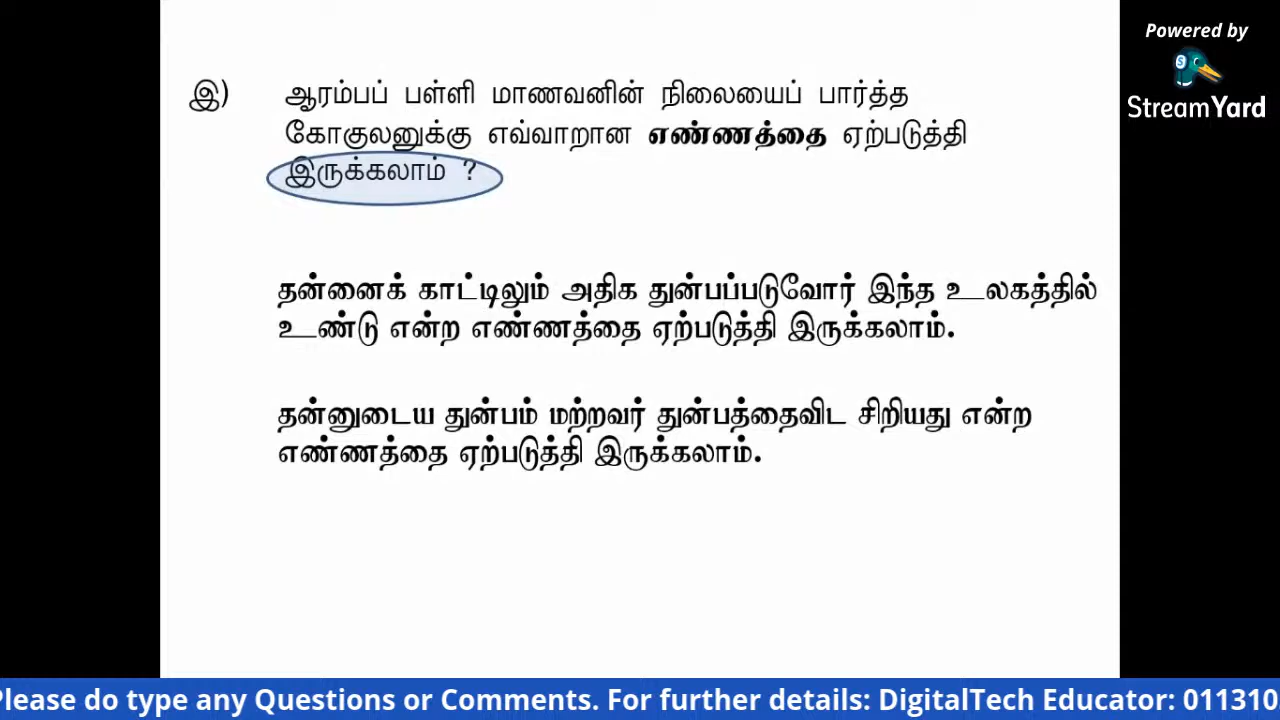 Powered by
StreamYard
இ) ஆரம்பப் பள்ளி மாணவனின் நிலையைப் பார்த்த
கோகுலனுக்கு எவ்வாறான எண்ணத்தை ஏற்படுத்தி
இருக்கலாம் ?
தன்னைக் காட்டிலும் அதிக துன்பப்படுவோர் இந்த உலகத்தில்
உண்டு என்ற எண்ணத்தை ஏற்படுத்தி இருக்கலாம்.
தன்னுடைய துன்பம் மற்றவர் துன்பத்தைவிட சிறியது என்ற
எண்ணத்தை ஏற்படுத்தி இருக்கலாம்.
Please do type any Questions or Comments. For further details: DigitalTech Educator: 011310